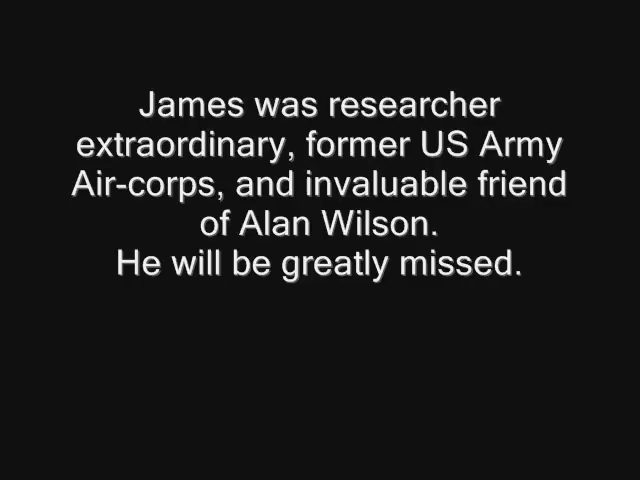 James was researcher
extraordinary, former US Army
Air-corps, and invaluable friend
of Alan Wilson.
He will be greatly missed.